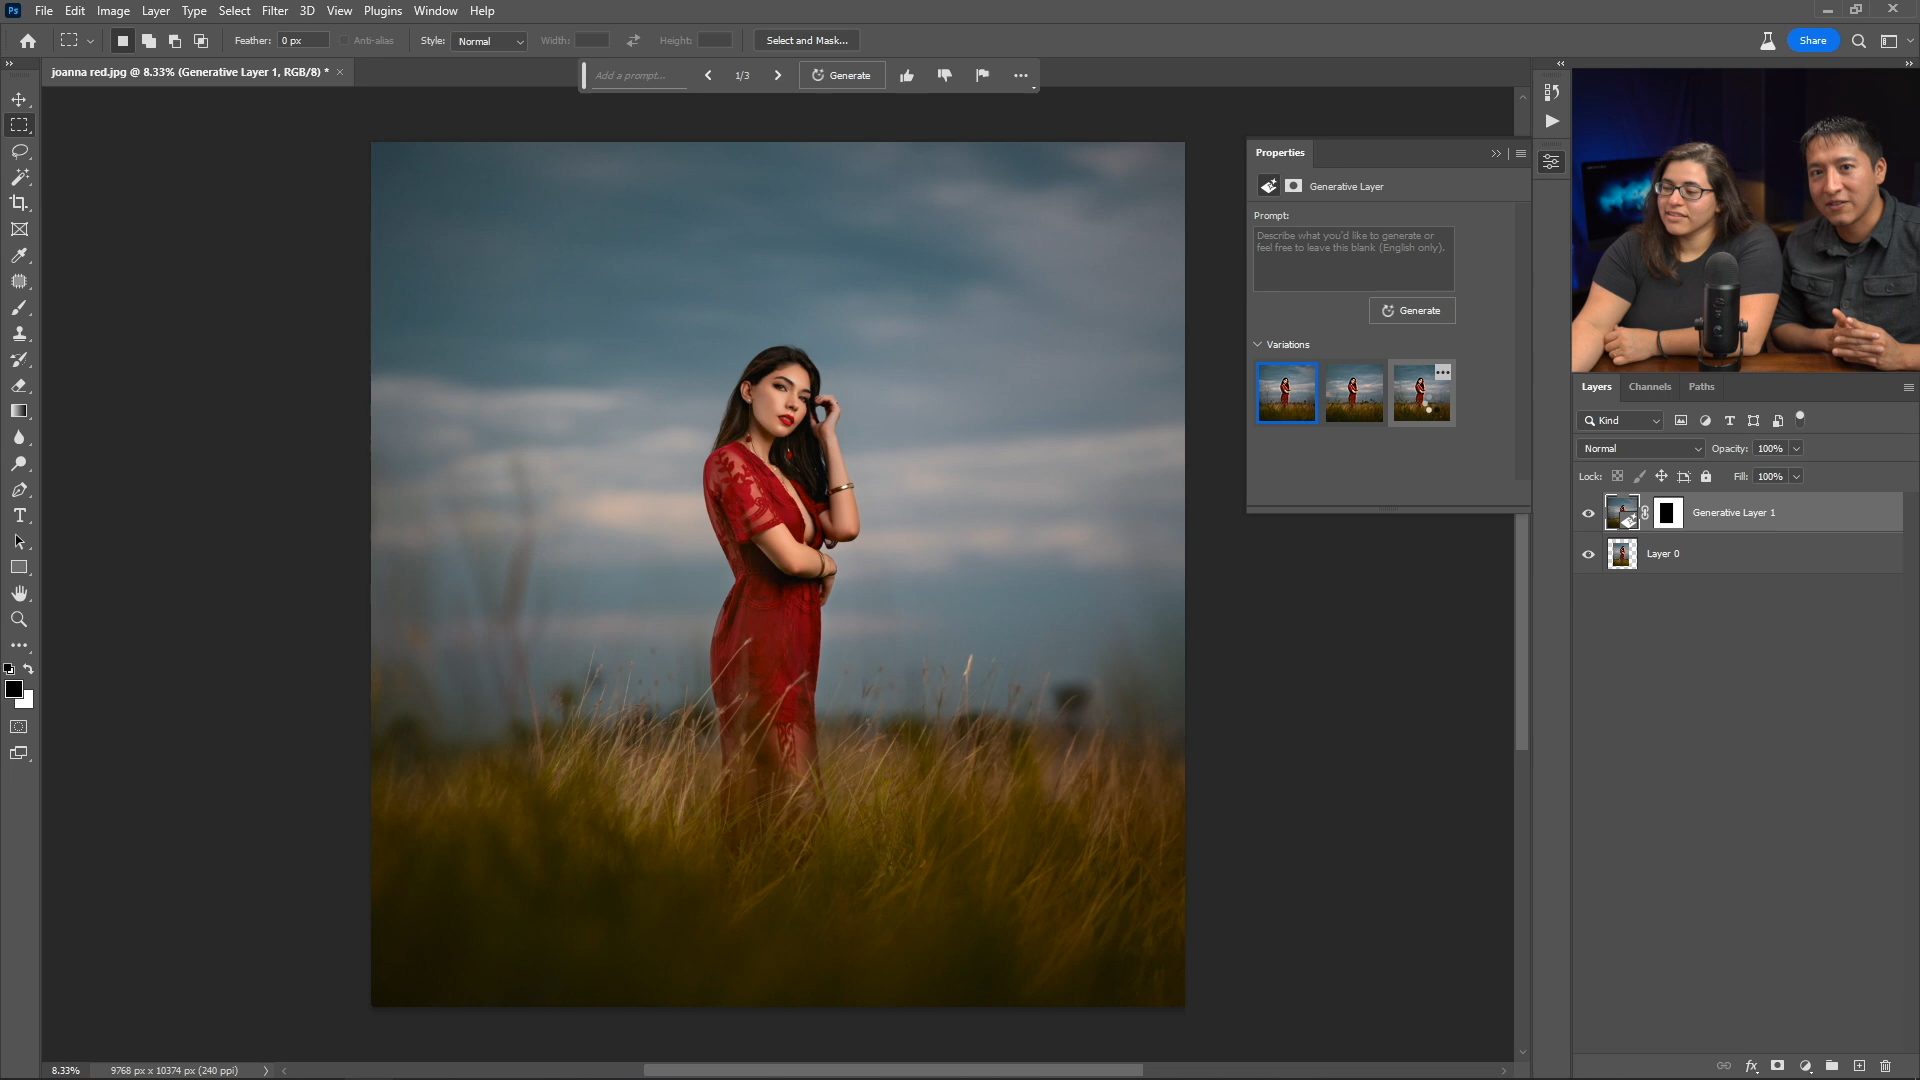 Ps File Edit Image Layer Type Select Filter 3D View Plugins Window Help
Feather: 0 px Anti-alias Style: Normal Width: Height: Select and Mask... Share
joanna red.jpg @ 8.33% (Generative Layer 1, RGB/8) *
Add a prompt... 1/3 Generate
Properties
Generative Layer
Prompt:
Describe what you'd like to generate or
feel free to leave this blank (English only).
Generate
Variations
Layers Channels Paths
Kind
Normal Opacity: 100%
Lock: Fill: 100%
Generative Layer 1
Layer 0
8.33% 9768 px x 10374 px (240 ppi)